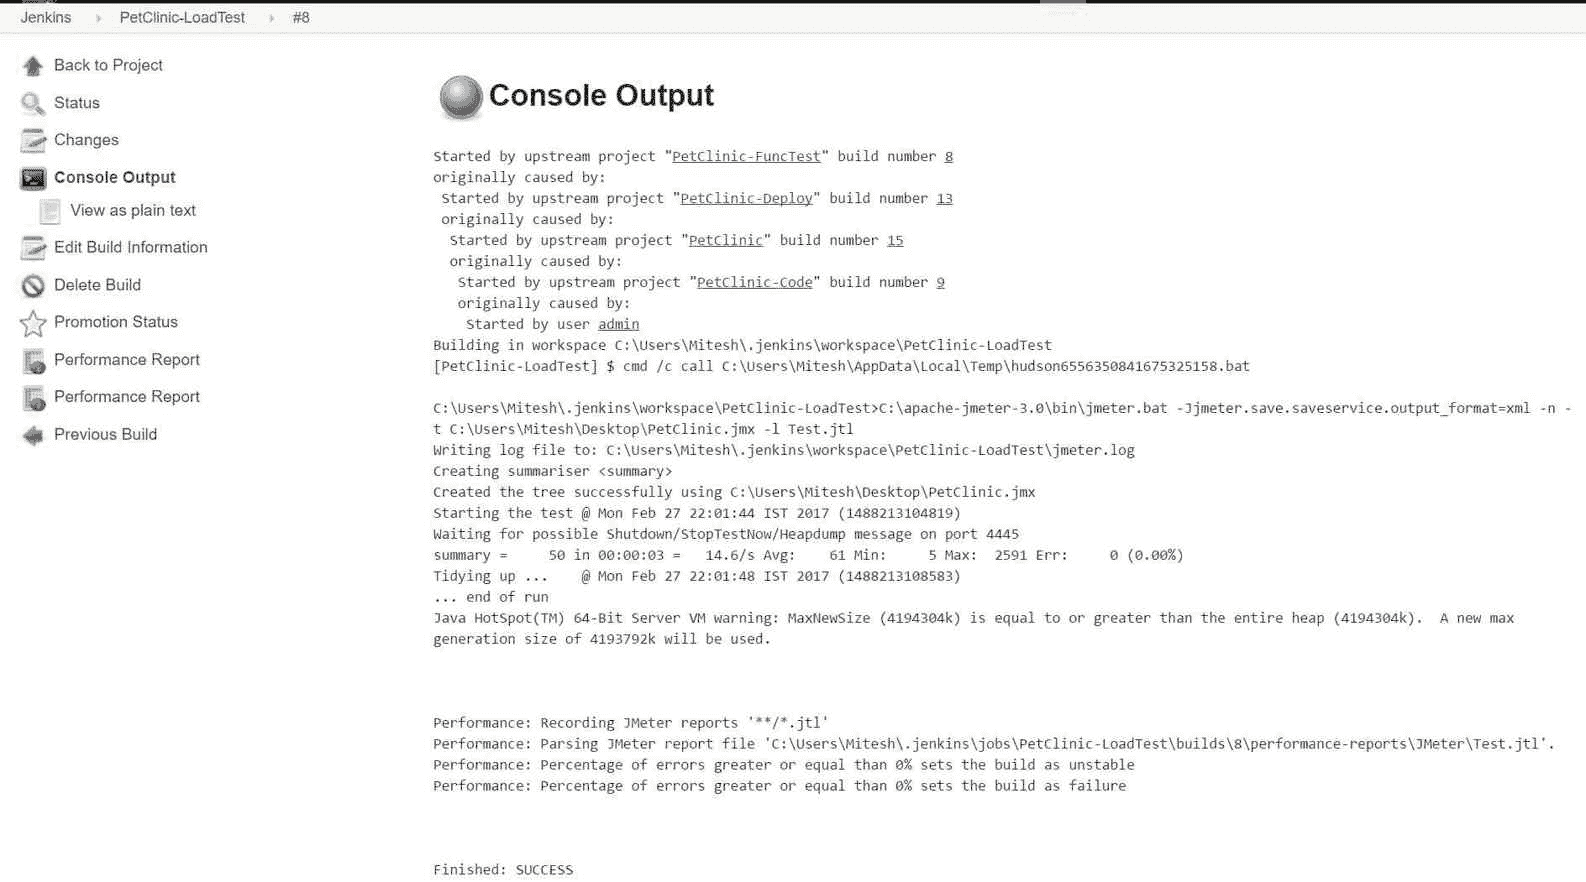 Jenkins PetClinic-LoadTest #8
Back to Project
Status
Changes
Console Output
View as plain text
Edit Build Information
Delete Build
Promotion Status
Performance Report
Performance Report
Previous Build
Console Output
Started by upstream project "PetClinic-FuncTest" build number 8
originally caused by:
Started by upstream project "PetClinic-Deploy" build number 13
originally caused by:
Started by upstream project "PetClinic" build number 15
originally caused by:
Started by upstream project "PetClinic-Code" build number 9
originally caused by:
Started by user admin
Building in workspace C:\Users\Mitesh\.jenkins\workspace\PetClinic-LoadTest
[PetClinic-LoadTest] $ cmd /c call C:\Users\Mitesh\AppData\Local\Temp\hudson6556350841675325158.bat
C:\Users\Mitesh\.jenkins\workspace\PetClinic-LoadTest>C:\apache-jmeter-3.0\bin\jmeter.bat -Jjmeter.save.saveservice.output_format=xml -n -
t C:\Users\Mitesh\Desktop\PetClinic.jmx -l Test.jtl
Writing log file to: C:\Users\Mitesh\.jenkins\workspace\PetClinic-LoadTest\jmeter.log
Creating summariser <summary>
Created the tree successfully using C:\Users\Mitesh\Desktop\PetClinic.jmx
Starting the test @ Mon Feb 27 22:01:44 IST 2017 (1488213104819)
Waiting for possible Shutdown/StopTestNow/Heapdump message on port 4445
summary =     50 in 00:00:03 =   14.6/s Avg:    61 Min:     5 Max:  2591 Err:     0 (0.00%)
Tidying up ...    @ Mon Feb 27 22:01:48 IST 2017 (1488213108583)
... end of run
Java HotSpot(TM) 64-Bit Server VM warning: MaxNewSize (4194304k) is equal to or greater than the entire heap (4194304k).  A new max
generation size of 4193792k will be used.
Performance: Recording JMeter reports '**/*.jtl'
Performance: Parsing JMeter report file 'C:\Users\Mitesh\.jenkins\jobs\PetClinic-LoadTest\builds\8\performance-reports\JMeter\Test.jtl'.
Performance: Percentage of errors greater or equal than 0% sets the build as unstable
Performance: Percentage of errors greater or equal than 0% sets the build as failure
Finished: SUCCESS